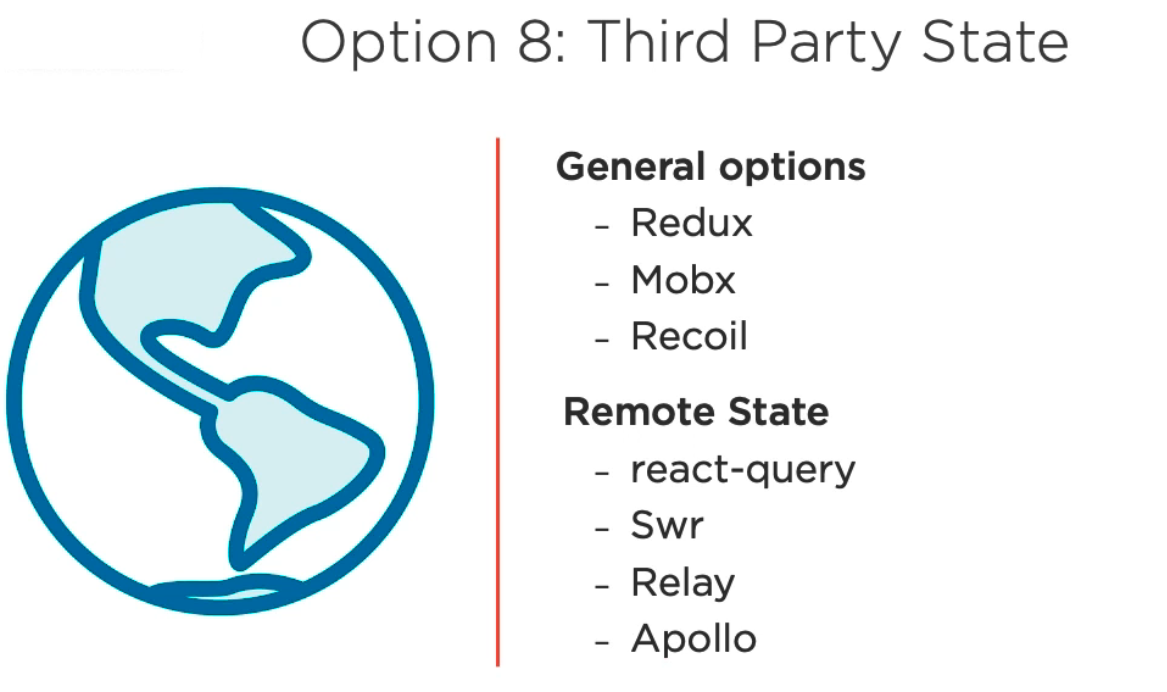 Option 8: Third Party State
General options
- Redux
- Mobx
- Recoil
Remote State
- react-query
- Swr
- Relay
- Apollo